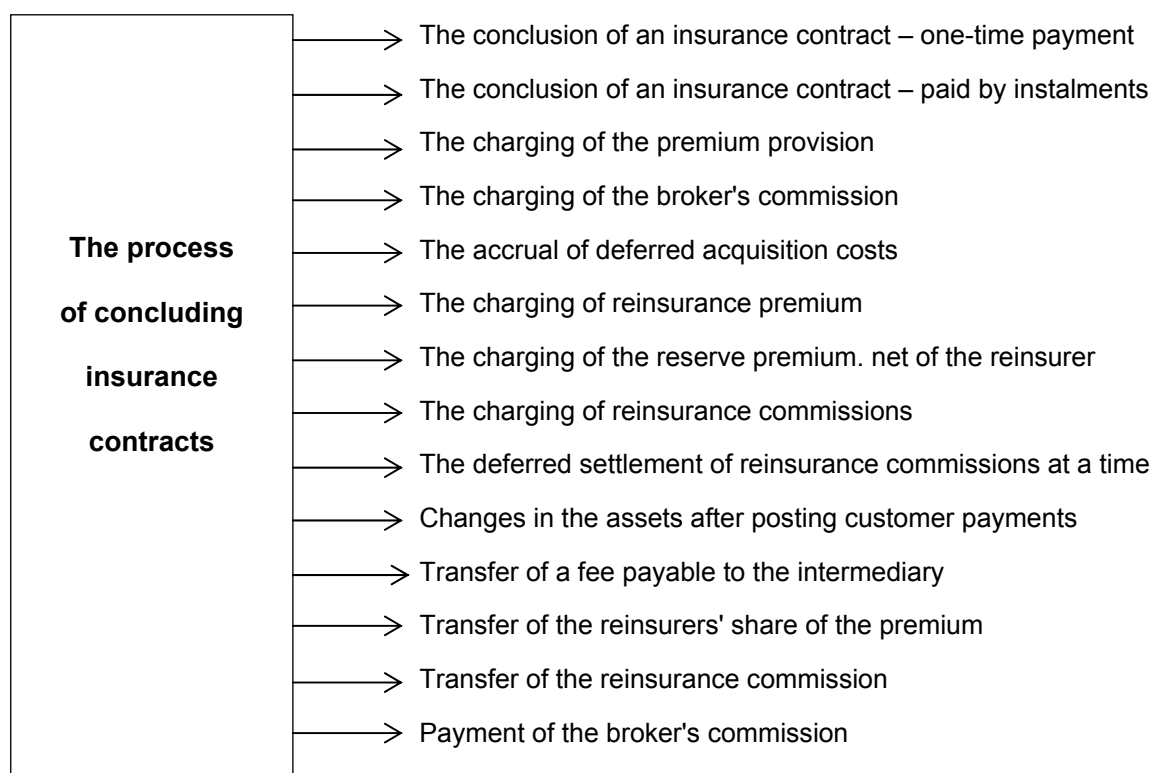 The process
of concluding
insurance
contracts
The conclusion of an insurance contract – one-time payment
The conclusion of an insurance contract – paid by instalments
The charging of the premium provision
The charging of the broker's commission
The accrual of deferred acquisition costs
The charging of reinsurance premium
The charging of the reserve premium. net of the reinsurer
The charging of reinsurance commissions
The deferred settlement of reinsurance commissions at a time
Changes in the assets after posting customer payments
Transfer of a fee payable to the intermediary
Transfer of the reinsurers' share of the premium
Transfer of the reinsurance commission
Payment of the broker's commission